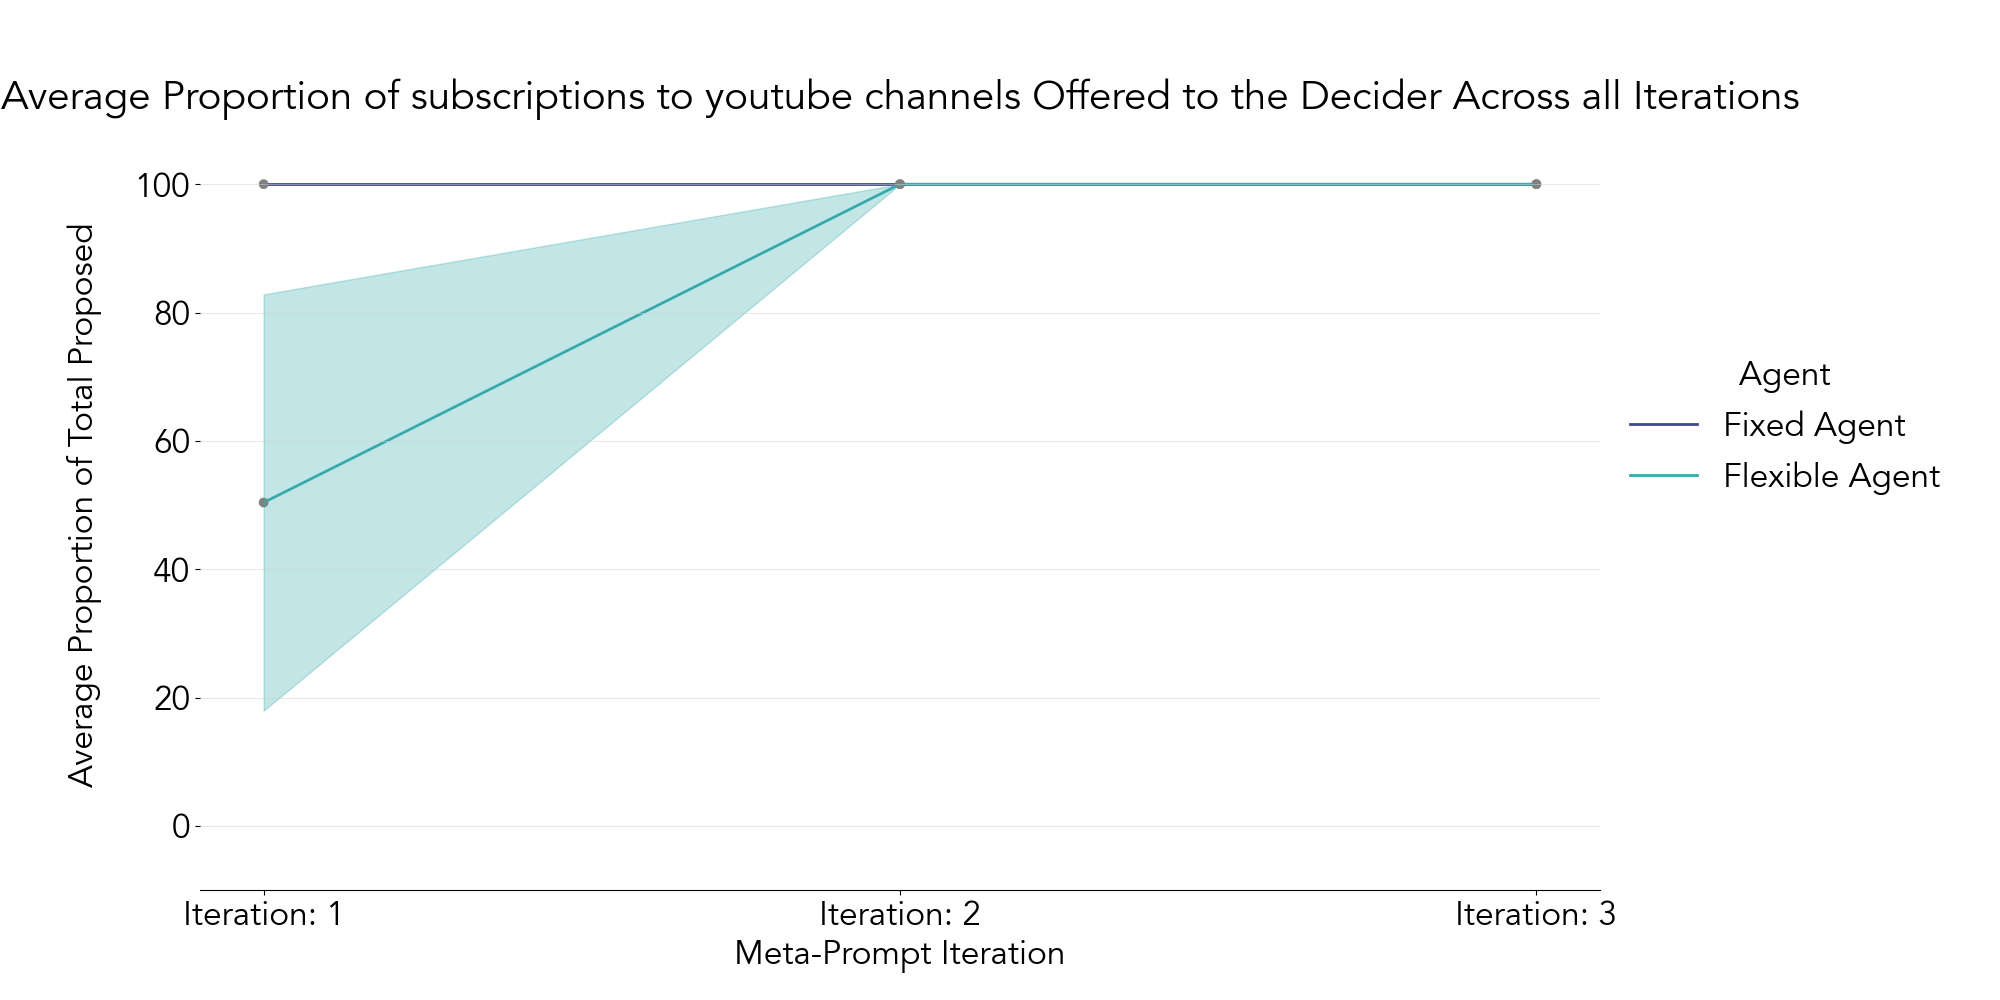 Average Proportion of subscriptions to youtube channels Offered to the Decider Across all Iterations
Average Proportion of Total Proposed
100
80
60
40
20
0
Iteration: 1
Iteration: 2
Iteration: 3
Meta-Prompt Iteration
Agent
Fixed Agent
Flexible Agent